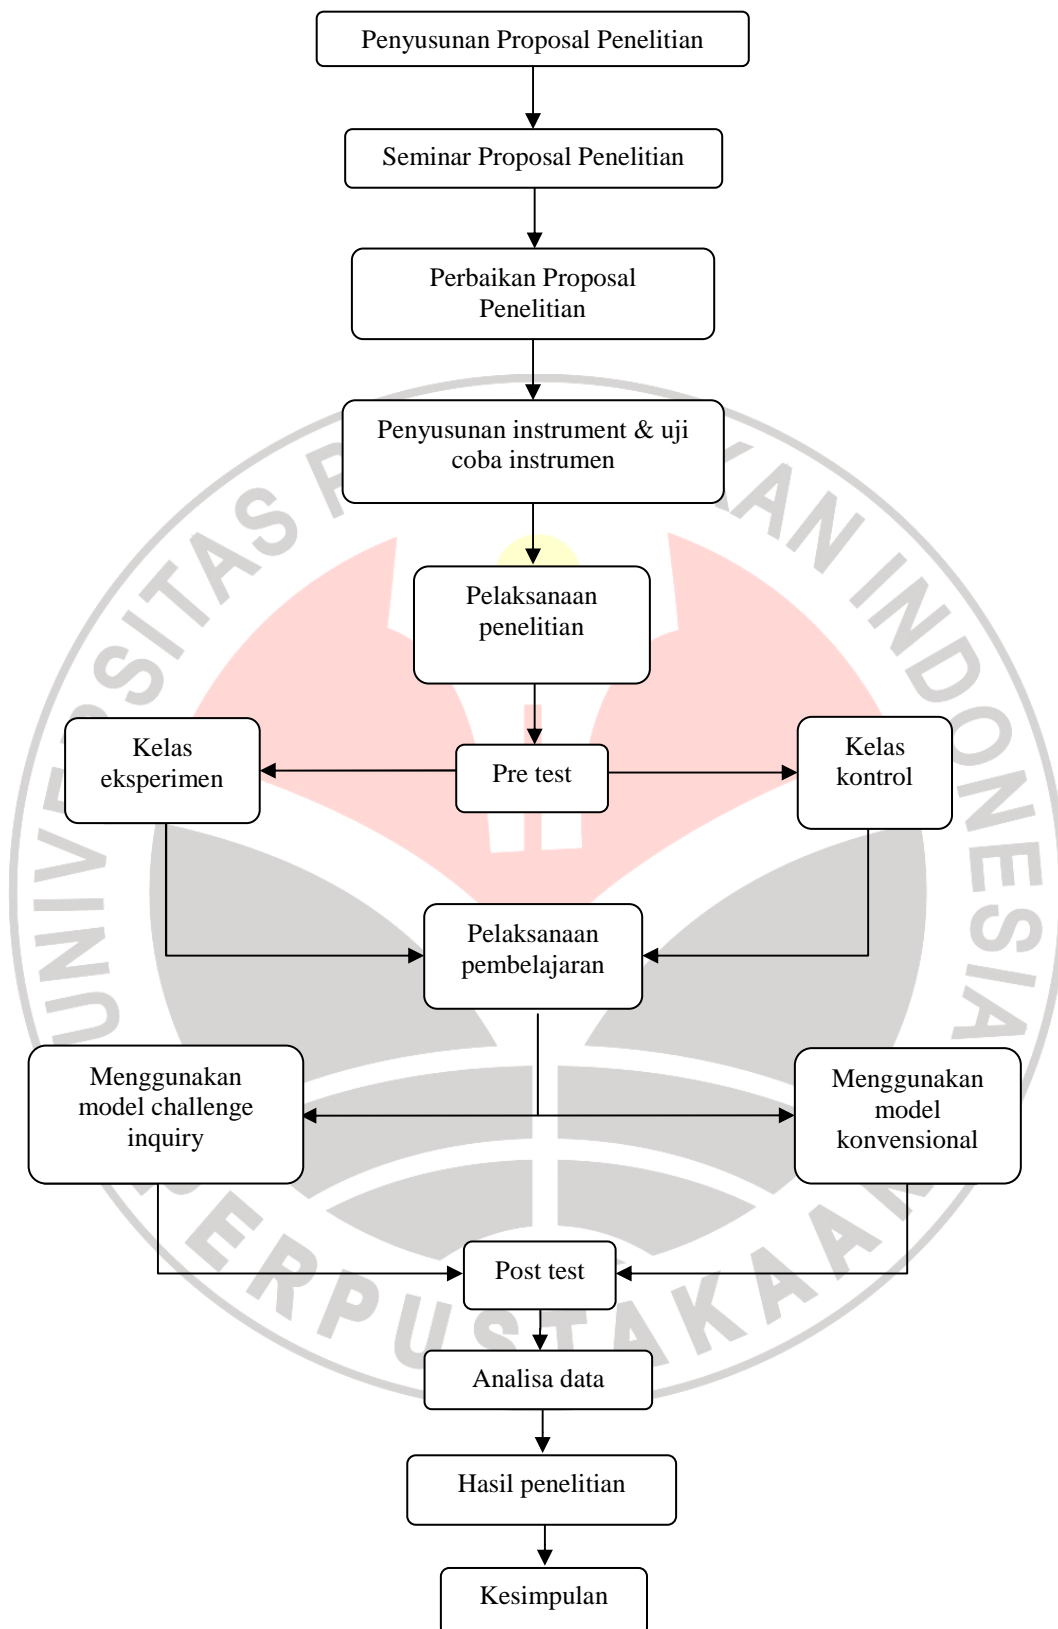 Penyusunan Proposal Penelitian
Seminar Proposal Penelitian
Perbaikan Proposal
Penelitian
Penyusunan instrument & uji
coba instrumen
Pelaksanaan
penelitian
Kelas
eksperimen
Pre test
Kelas
kontrol
Pelaksanaan
pembelajaran
Menggunakan
model challenge
inquiry
Menggunakan
model
konvensional
Post test
Analisa data
Hasil penelitian
Kesimpulan
UNIVERSITAS P KAN INDONESIA
PERPUSTAKAAN